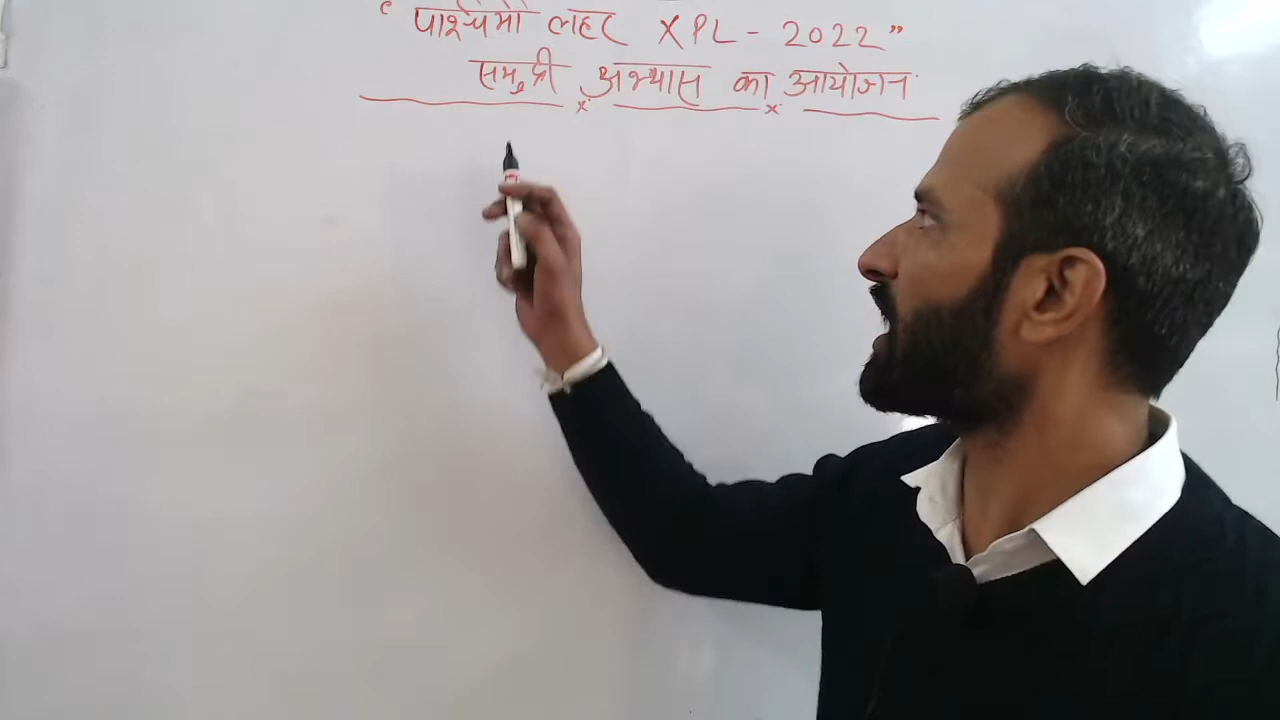 " पश्चिमी लहर XPL - 2022 "
समुद्री अभ्यास का आयोजन